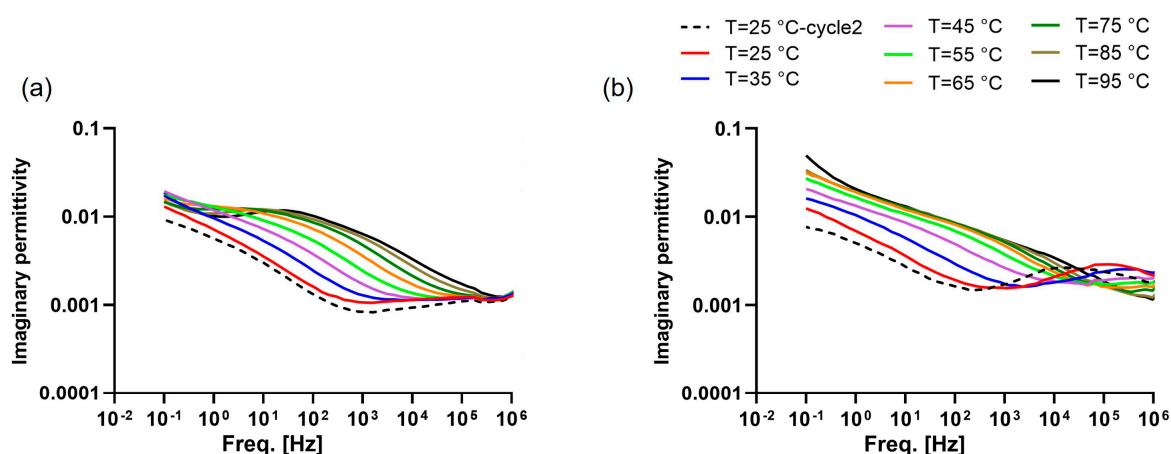 T=25 °C-cycle2 T=45 °C T=75 °C
T=25 °C T=55 °C T=85 °C
T=35 °C T=65 °C T=95 °C
(a)
Imaginary permittivity
0.1
0.01
0.001
0.0001
10-2 10-1 100 101 102 103 104 105 106
Freq. [Hz]
(b)
Imaginary permittivity
0.1
0.01
0.001
0.0001
10-2 10-1 100 101 102 103 104 105 106
Freq. [Hz]